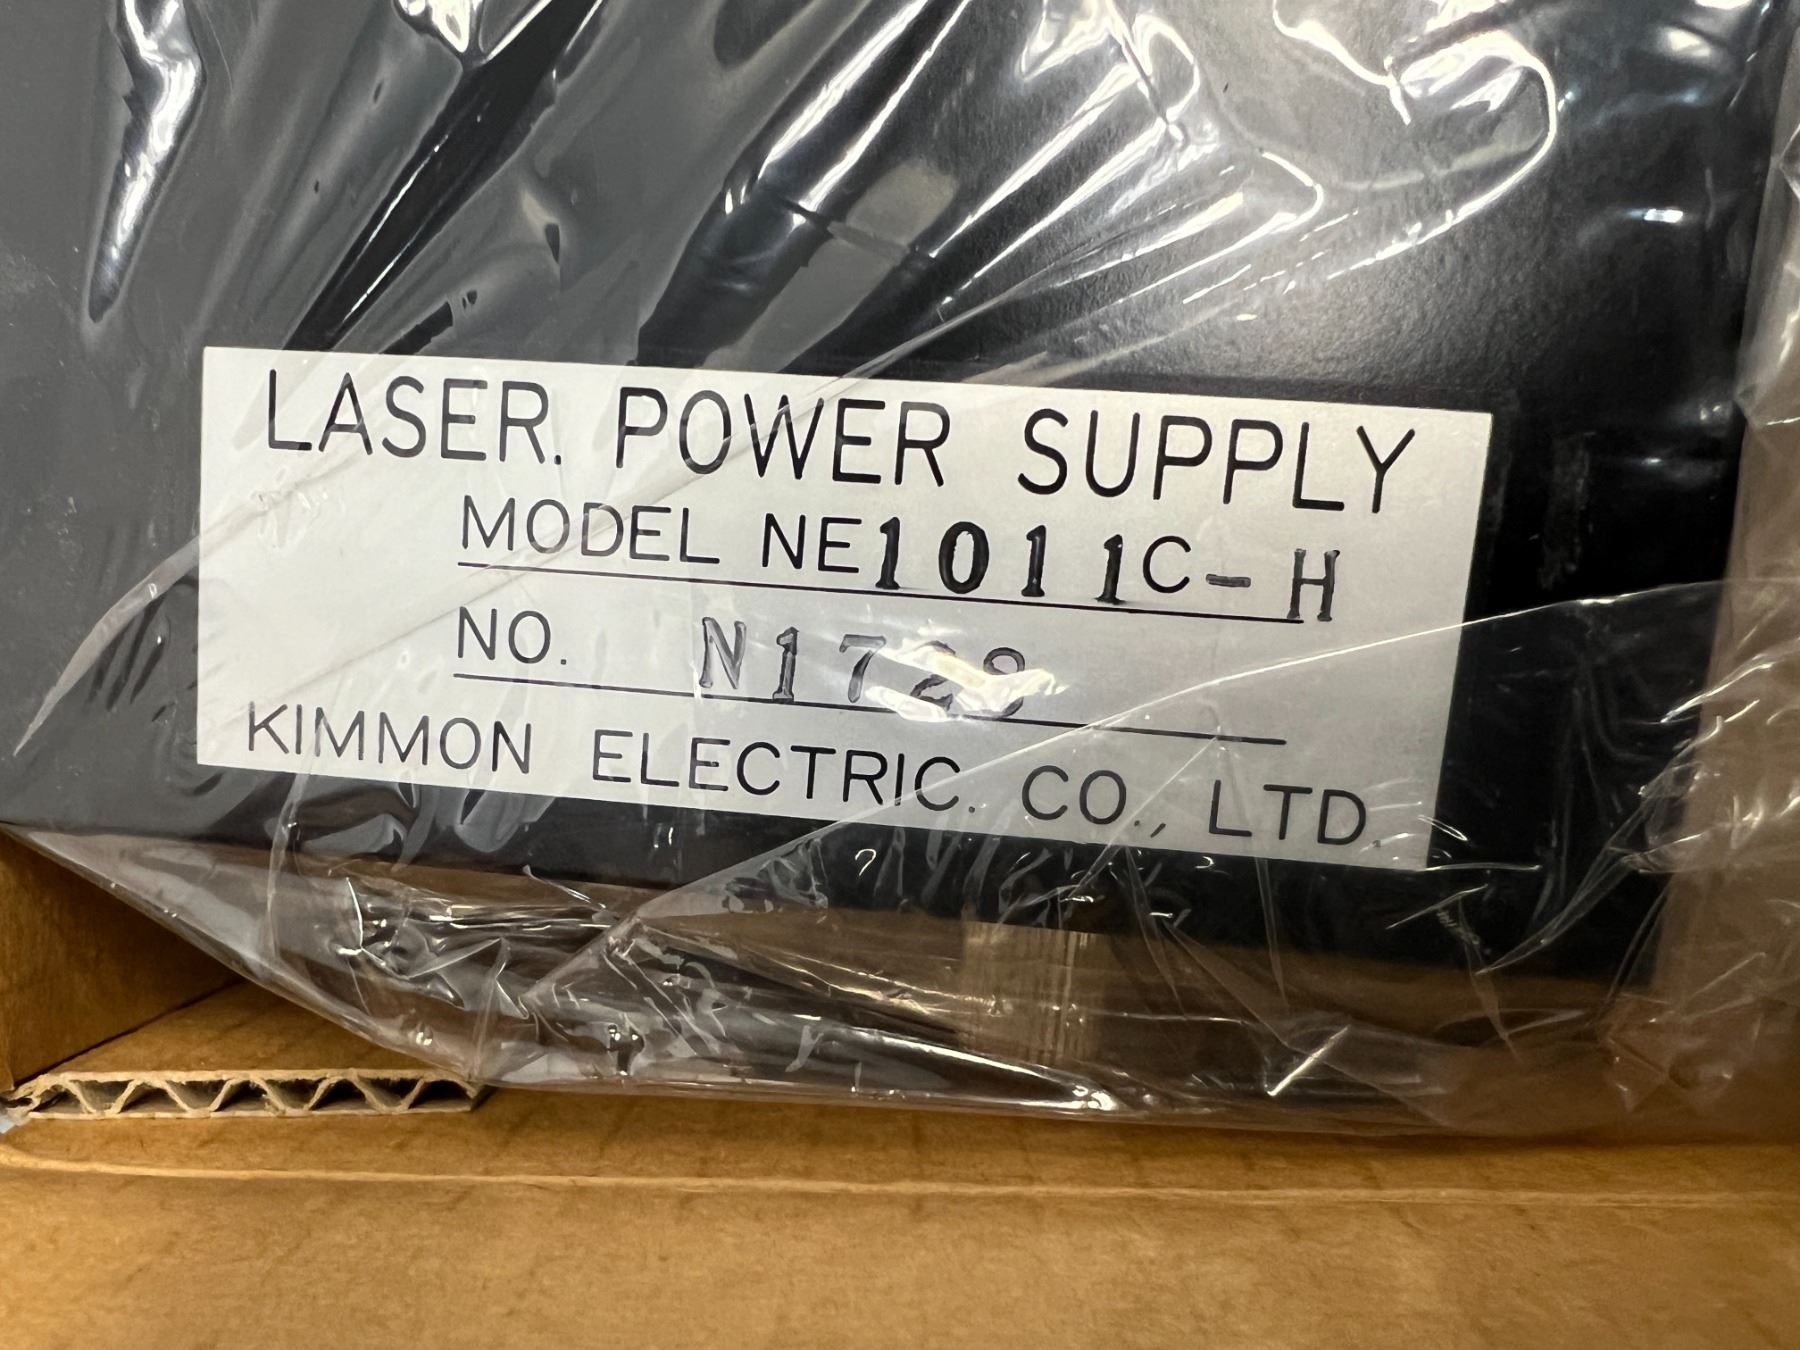 LASER. POWER SUPPLY
MODEL NE1011C-H
NO.
KIMMON ELECTRIC. CO., LTD.